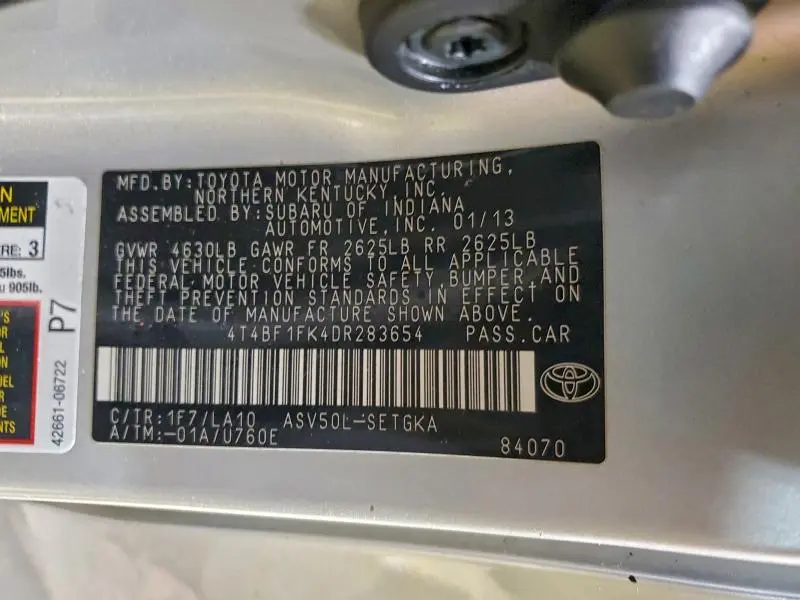 MFD.BY:TOYOTA MOTOR MANUFACTURING,
NORTHERN KENTUCKY INC.
ASSEMBLED BY:SUBARU OF INDIANA
AUTOMOTIVE,INC. 01/13
GVWR 4630LB GAWR FR 2625LB RR 2625LB
THIS VEHICLE CONFORMS TO ALL APPLICABLE
FEDERAL MOTOR VEHICLE SAFETY,BUMPER,AND
THEFT PREVENTION STANDARDS IN EFFECT ON
THE DATE OF MANUFACTURE SHOWN ABOVE.
4T4BF1FK4DR283654 PASS.CAR
C/TR:1F7/LA10 ASV50L-SETGKA
A/TM:-01A/U760E
84070
MENT
3
905lb.
P7
42661-06722